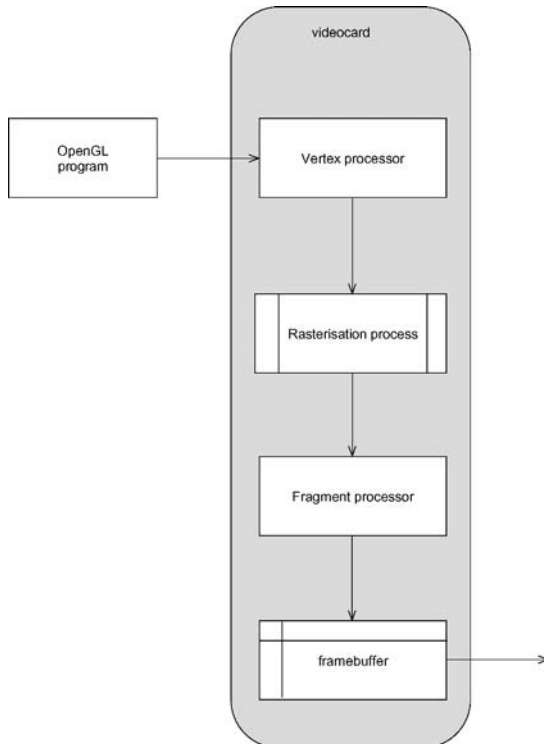 videocard
OpenGL
program
Vertex processor
Rasterisation process
Fragment processor
framebuffer